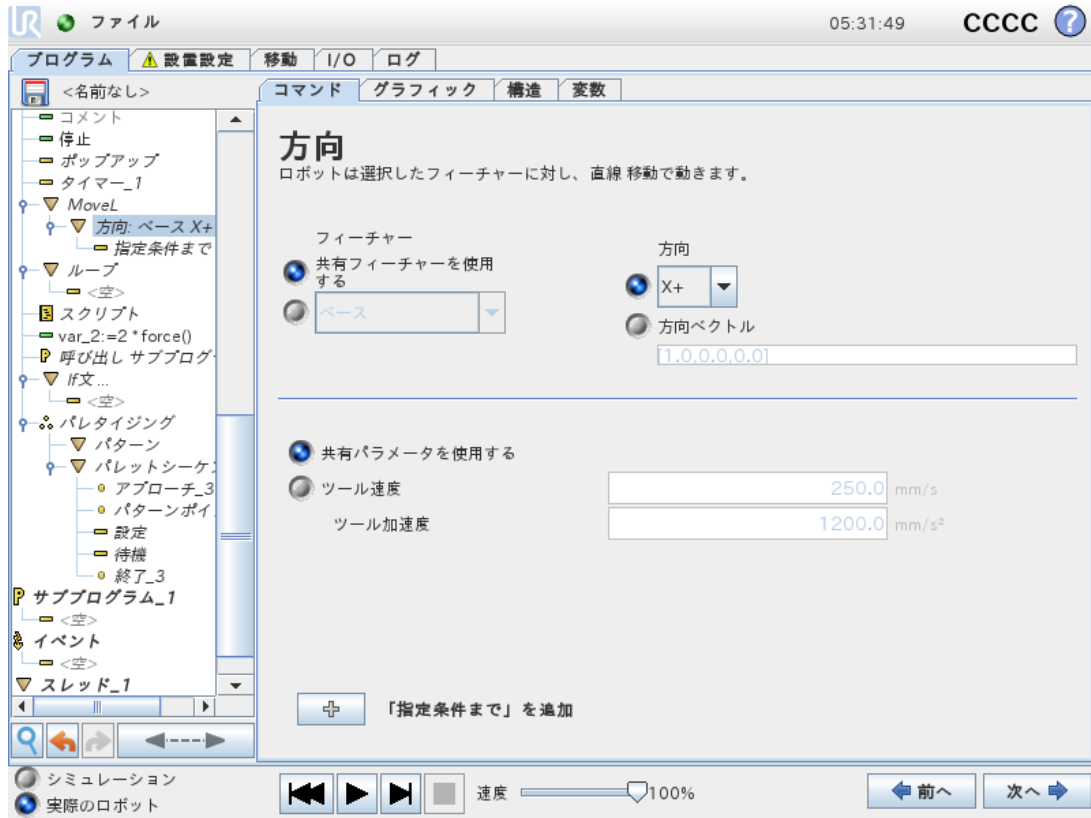 UR ファイル 05:31:49 CCCC ?
プログラム 設置設定 移動 I/O ログ
<名前なし>
コマンド グラフィック 構造 変数
コメント
停止
ポップアップ
タイマー_1
MoveL
方向: ベース X+
指定条件まで
ループ
<空>
スクリプト
var_2:=2*force()
呼び出し サブプログ
If文...
<空>
パレタイジング
パターン
パレットシーケ
アプローチ_3
パターンポイ
設定
待機
終了_3
サブプログラム_1
<空>
イベント
<空>
スレッド_1
方向
ロボットは選択したフィーチャーに対し、直線 移動で動きます。
フィーチャー
共有フィーチャーを使用
する
ベース
方向
X+
方向ベクトル
[1.0,0.0,0.0]
共有パラメータを使用する
ツール速度 250.0 mm/s
ツール加速度 1200.0 mm/s²
「指定条件まで」を追加
シミュレーション
実際のロボット
速度 100%
前へ 次へ